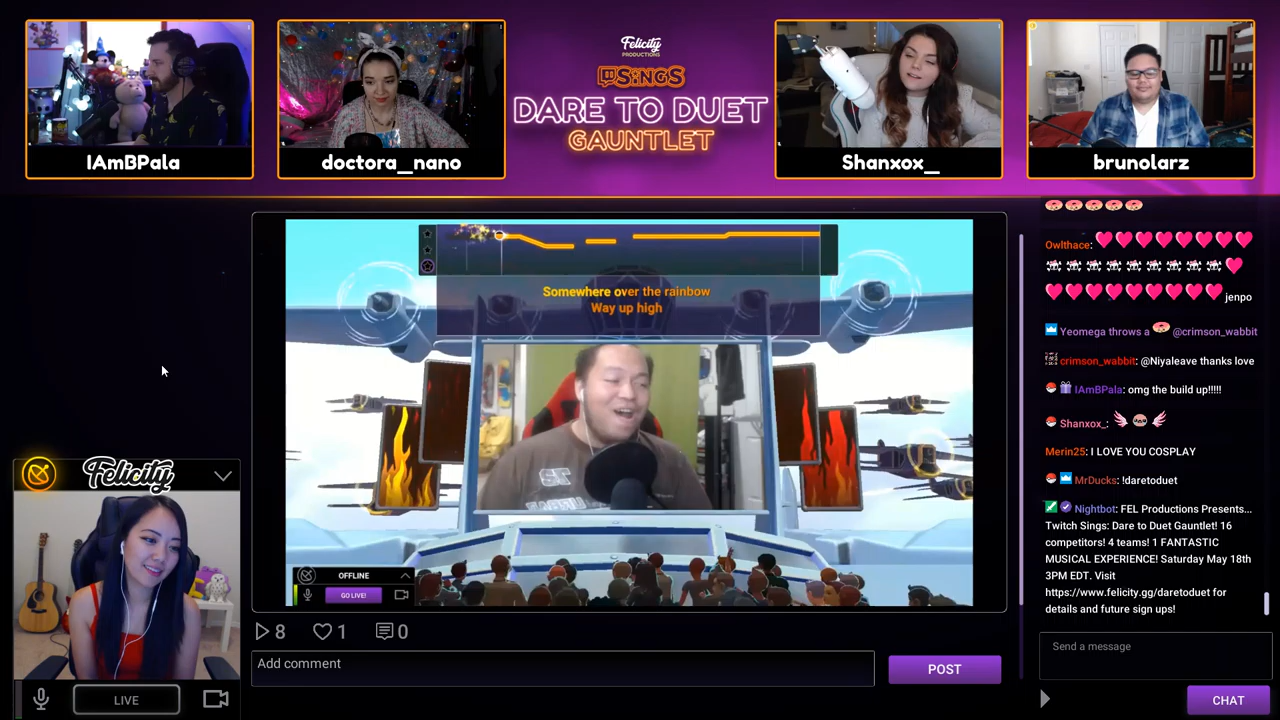 Felicity
PRODUCTIONS
SINGS
DARE TO DUET
GAUNTLET
IAmBPala
doctora__nano
Shanxox_
brunolarz
Somewhere over the rainbow
Way up high
OFFLINE
GO LIVE!
Felicity
LIVE
8
1
0
Add comment
POST
Owlthace:
jenpo
Yeomega throws a @crimson_wabbit
crimson_wabbit: @Niyaleave thanks love
IAmBPala: omg the build up!!!!!
Shanxox_:
Merin25: I LOVE YOU COSPLAY
MrDucks: !daretoduet
Nightbot: FEL Productions Presents...
Twitch Sings: Dare to Duet Gauntlet! 16
competitors! 4 teams! 1 FANTASTIC
MUSICAL EXPERIENCE! Saturday May 18th
3PM EDT. Visit
https://www.felicity.gg/daretoduet for
details and future sign ups!
Send a message
CHAT